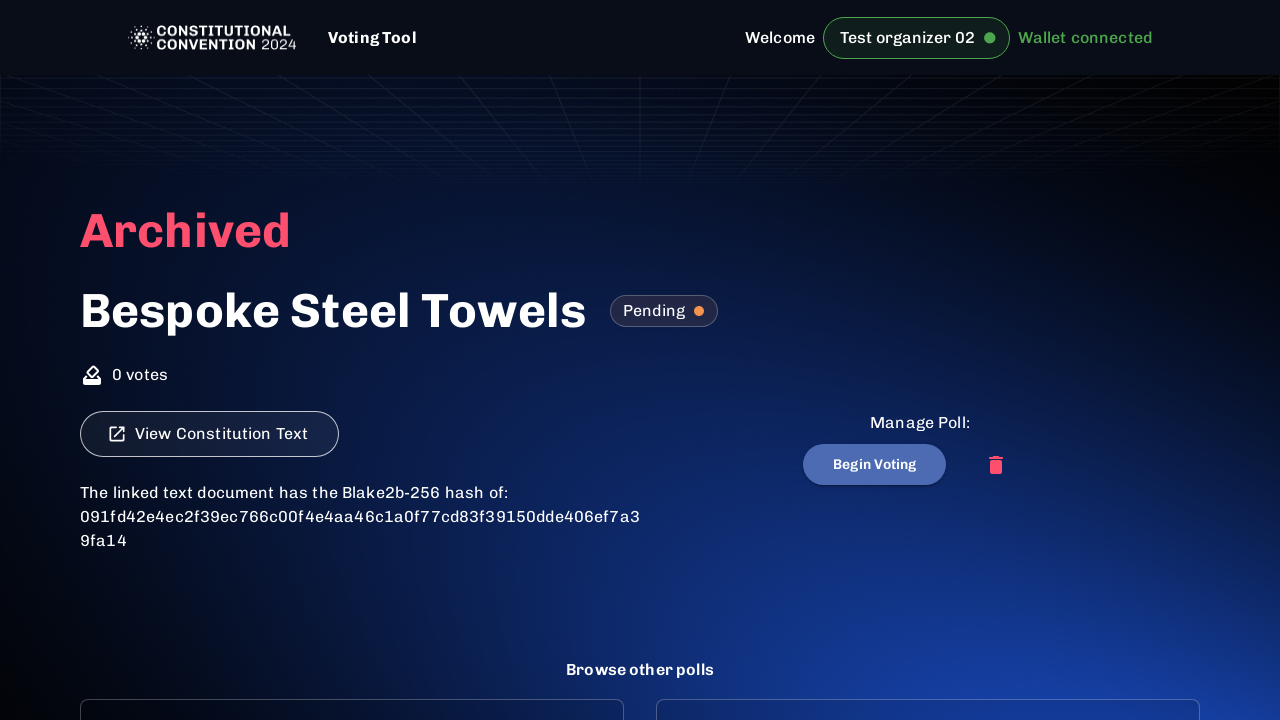 CONSTITUTIONAL
CONVENTION 2024
Voting Tool
Welcome
Test organizer 02
Wallet connected
Archived
Bespoke Steel Towels
Pending
0 votes
View Constitution Text
Manage Poll:
Begin Voting
The linked text document has the Blake2b-256 hash of:
091fd42e4ec2f39ec766c00f4e4aa46c1a0f77cd83f39150dde406ef7a3
9fa14
Browse other polls